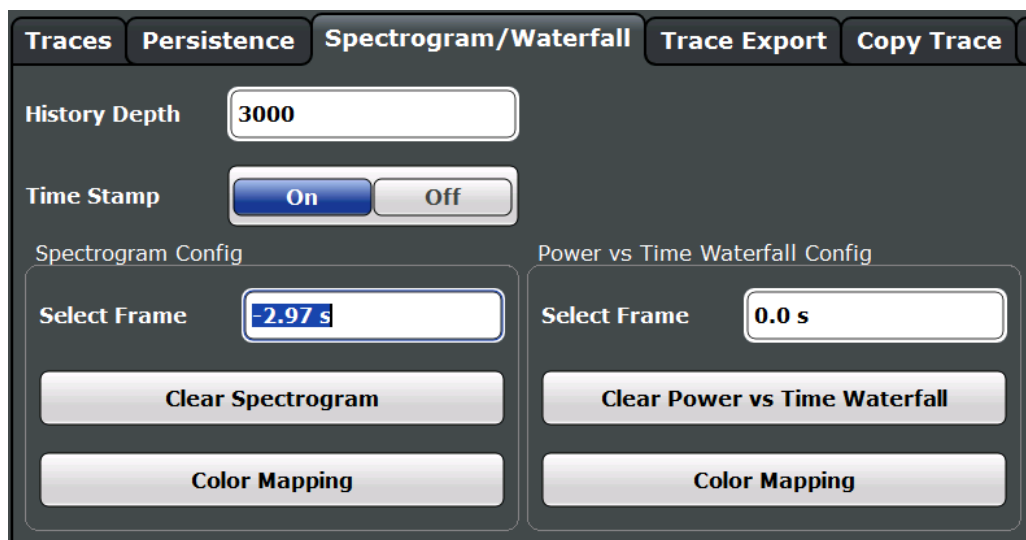 Traces Persistence Spectrogram/Waterfall Trace Export Copy Trace
History Depth 3000
Time Stamp On Off
Spectrogram Config
Select Frame -2.97 s
Clear Spectrogram
Color Mapping
Power vs Time Waterfall Config
Select Frame 0.0 s
Clear Power vs Time Waterfall
Color Mapping